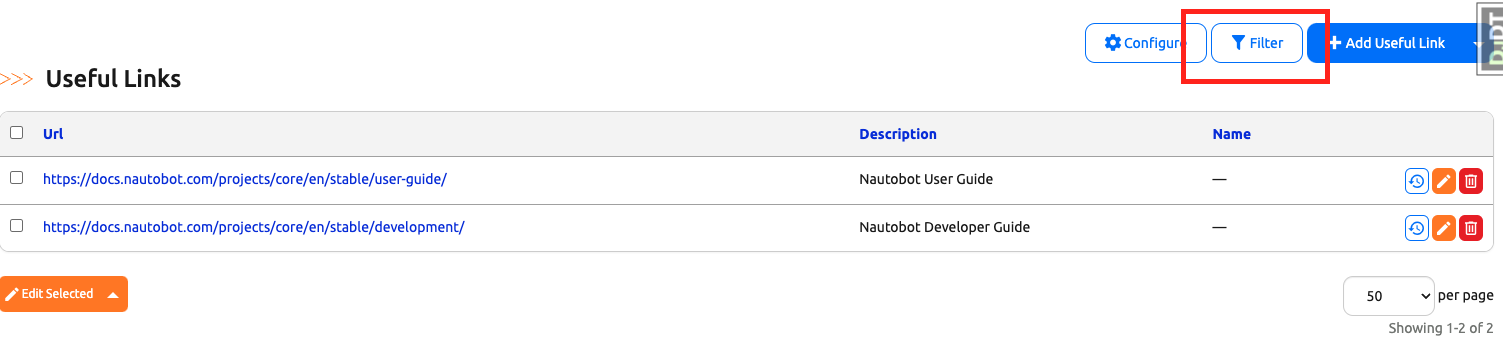 Configure
Filter
Add Useful Link
DJDT
>>> Useful Links
Url Description Name
https://docs.nautobot.com/projects/core/en/stable/user-guide/ Nautobot User Guide —
https://docs.nautobot.com/projects/core/en/stable/development/ Nautobot Developer Guide —
Edit Selected
50 per page
Showing 1-2 of 2